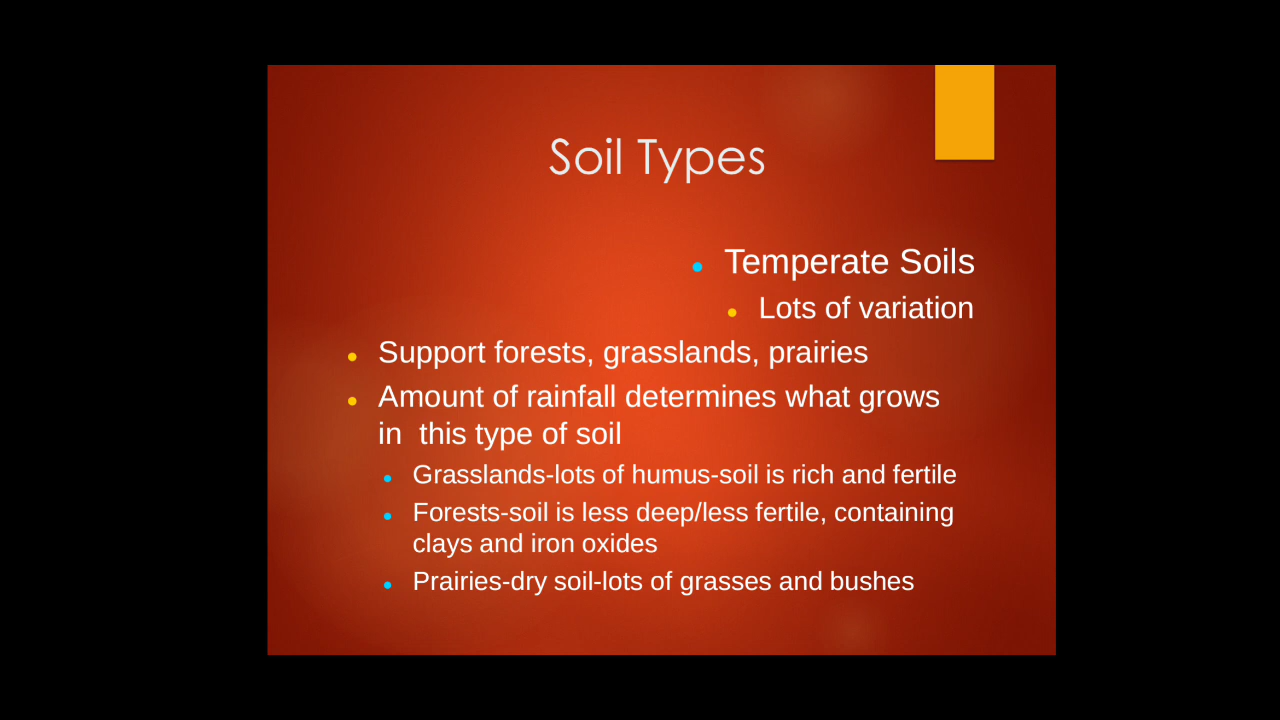 Soil Types
Temperate Soils
Lots of variation
Support forests, grasslands, prairies
Amount of rainfall determines what grows
in  this type of soil
Grasslands-lots of humus-soil is rich and fertile
Forests-soil is less deep/less fertile, containing
clays and iron oxides
Prairies-dry soil-lots of grasses and bushes